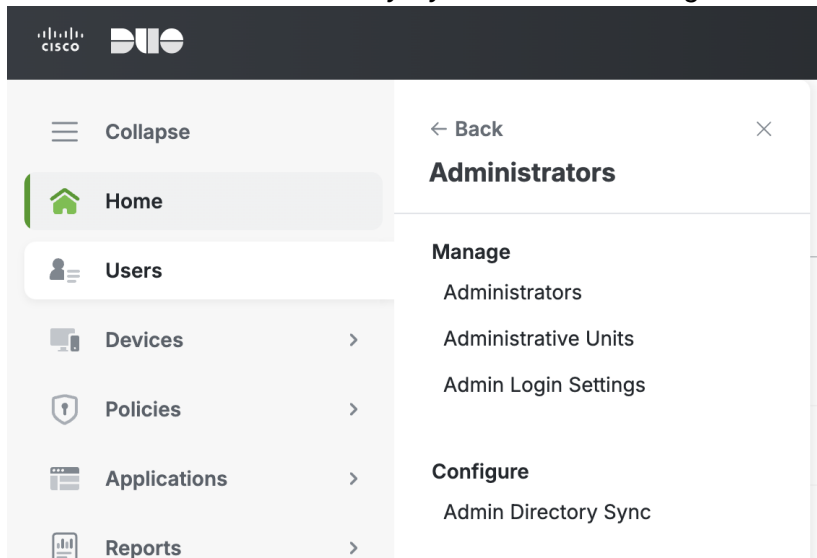 CISCO DUO
Collapse
Home
Users
Devices
Policies
Applications
Reports
← Back
Administrators
Manage
Administrators
Administrative Units
Admin Login Settings
Configure
Admin Directory Sync